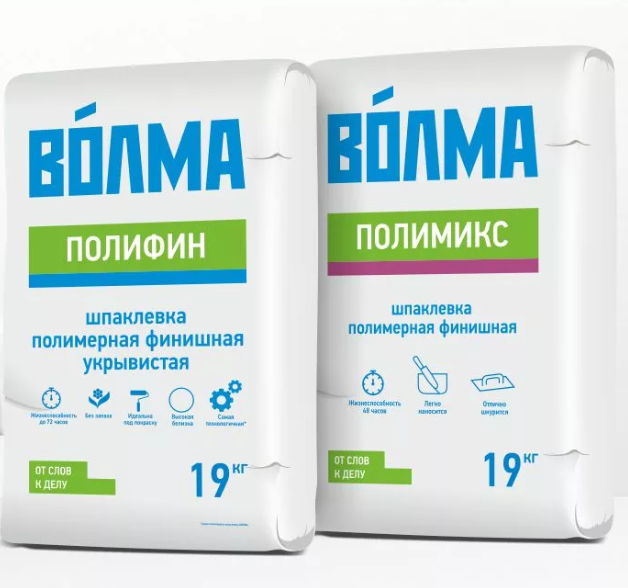 ВОЛМА
ПОЛИФИН
шпаклевка
полимерная финишная
укрывистая
Жизнеспособность
до 72 часов
Без запаха
Идеальна
под покраску
Высокая
белизна
Самая
технологичная*
ОТ СЛОВ
К ДЕЛУ
19 КГ
ВОЛМА
ПОЛИМИКС
шпаклевка
полимерная финишная
Жизнеспособность
48 часов
Легко
наносится
Отлично
шкурится
ОТ СЛОВ
К ДЕЛУ
19 КГ